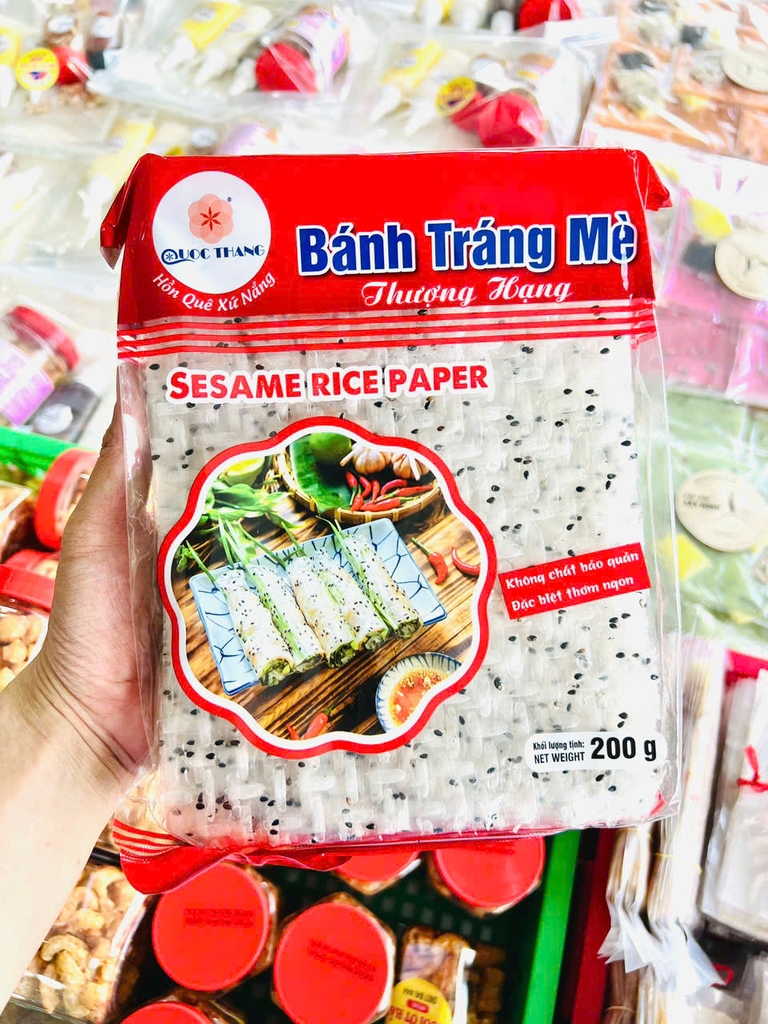 ®
QUOC THANG
Hồn Quê Xứ Nắng
Bánh Tráng Mè
Thượng Hạng
SESAME RICE PAPER
Không chất bảo quản
Đặc biệt thơm ngon
Khối lượng tịnh:
NET WEIGHT 200 g